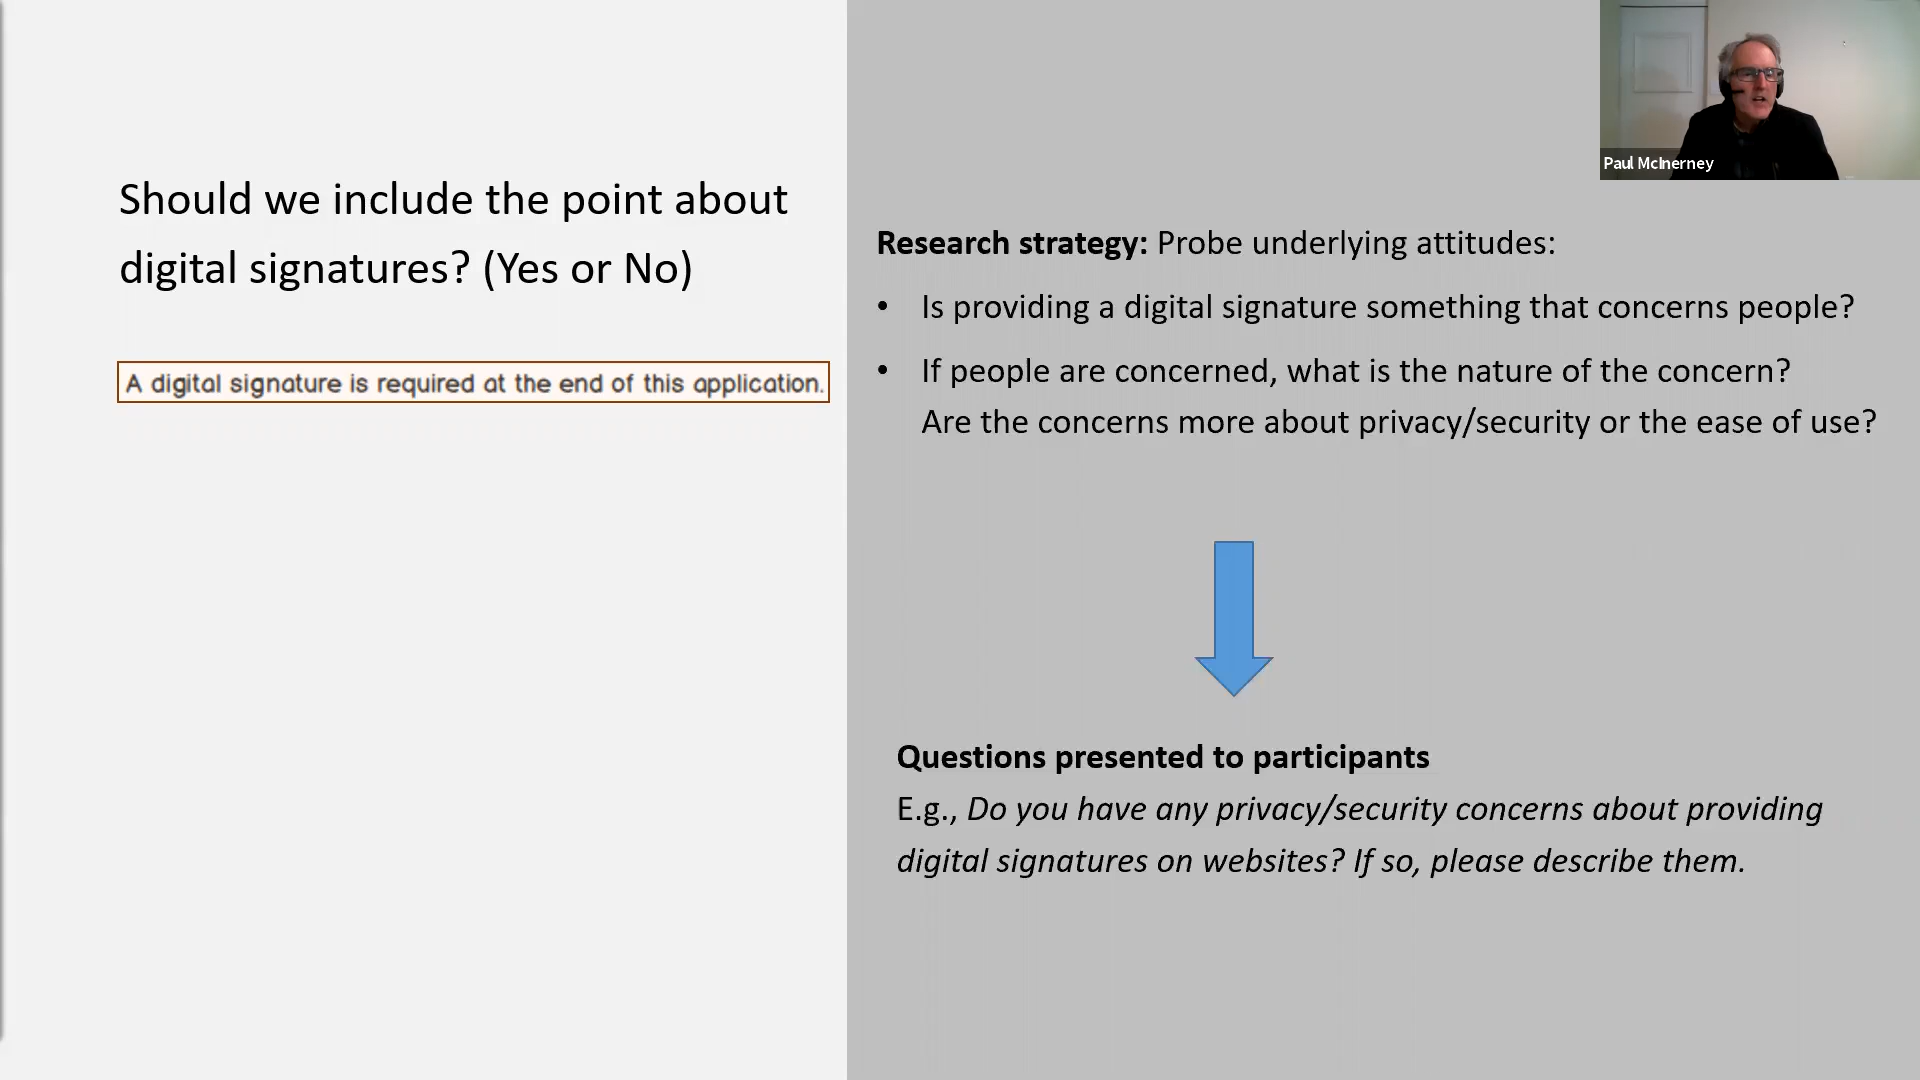 Should we include the point about
digital signatures? (Yes or No)
A digital signature is required at the end of this application.
Paul McInerney
Research strategy: Probe underlying attitudes:
• Is providing a digital signature something that concerns people?
• If people are concerned, what is the nature of the concern?
Are the concerns more about privacy/security or the ease of use?
Questions presented to participants
E.g., Do you have any privacy/security concerns about providing
digital signatures on websites? If so, please describe them.